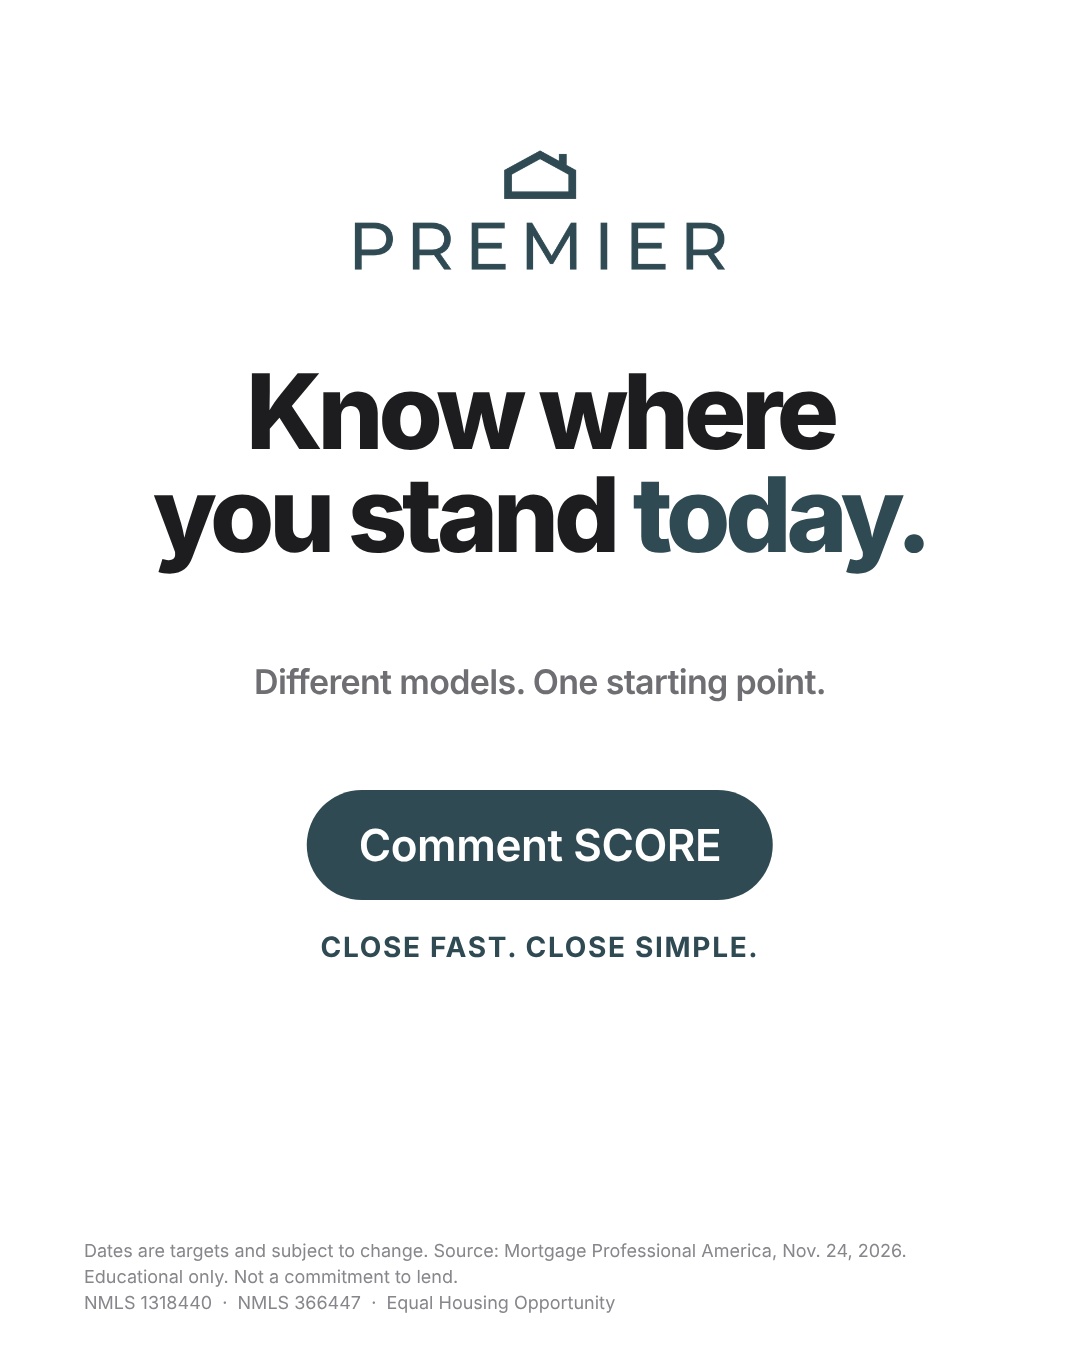 PREMIER
Know where
you stand today.
Different models. One starting point.
Comment SCORE
CLOSE FAST. CLOSE SIMPLE.
Dates are targets and subject to change. Source: Mortgage Professional America, Nov. 24, 2026.
Educational only. Not a commitment to lend.
NMLS 1318440 · NMLS 366447 · Equal Housing Opportunity